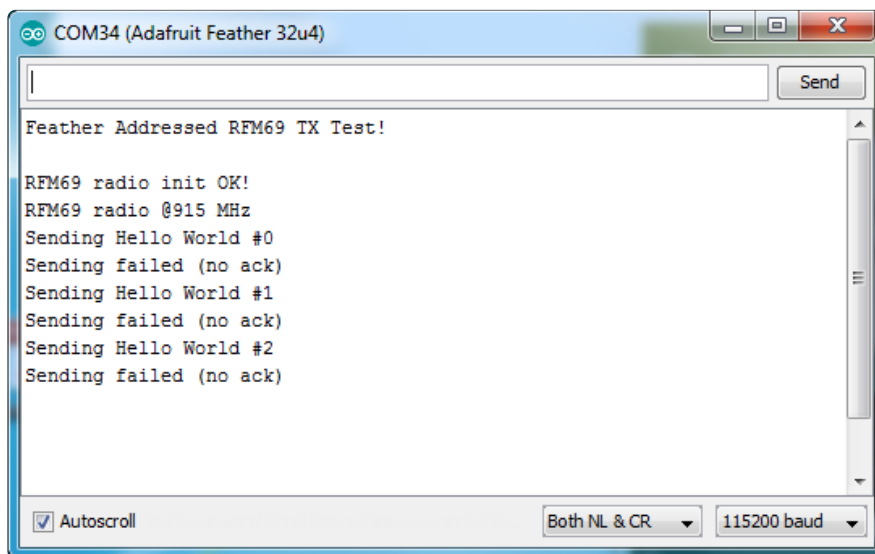 COM34 (Adafruit Feather 32u4)
Send
Feather Addressed RFM69 TX Test!
RFM69 radio init OK!
RFM69 radio @915 MHz
Sending Hello World #0
Sending failed (no ack)
Sending Hello World #1
Sending failed (no ack)
Sending Hello World #2
Sending failed (no ack)
Autoscroll
Both NL & CR
115200 baud